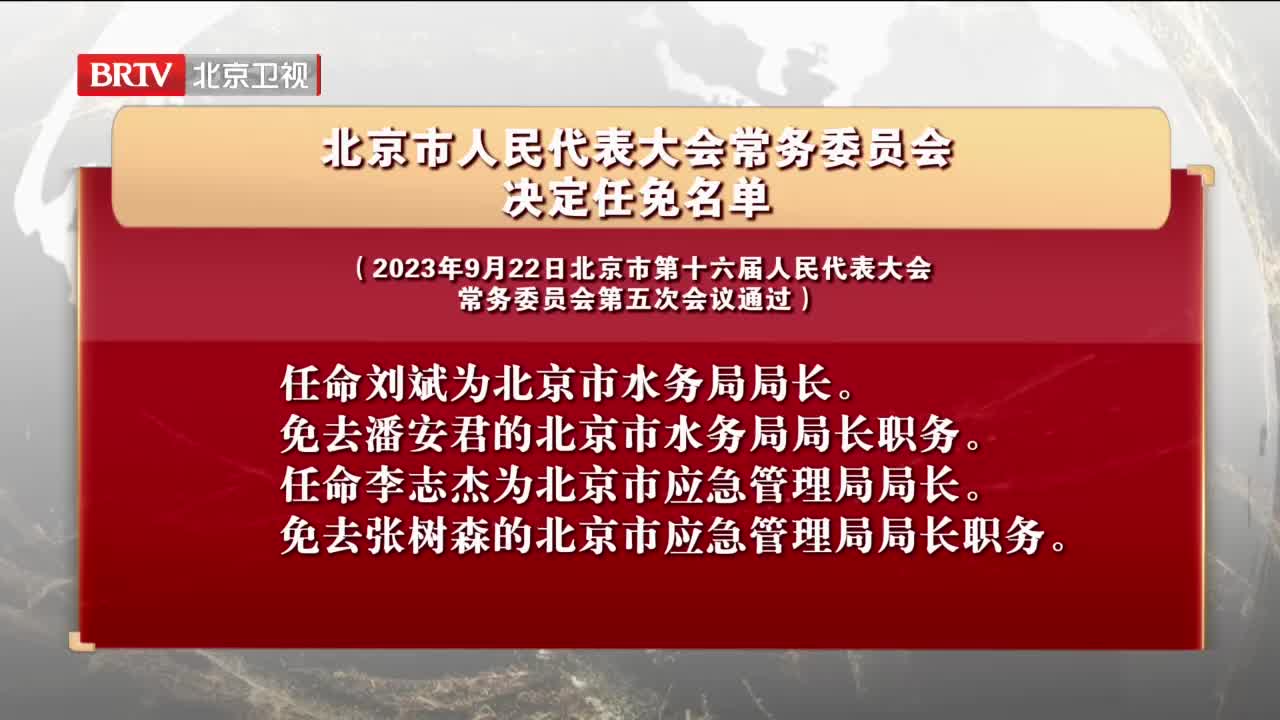 BRTV 北京卫视
北京市人民代表大会常务委员会
决定任免名单
（2023年9月22日北京市第十六届人民代表大会
常务委员会第五次会议通过）
任命刘斌为北京市水务局局长。
免去潘安君的北京市水务局局长职务。
任命李志杰为北京市应急管理局局长。
免去张树森的北京市应急管理局局长职务。